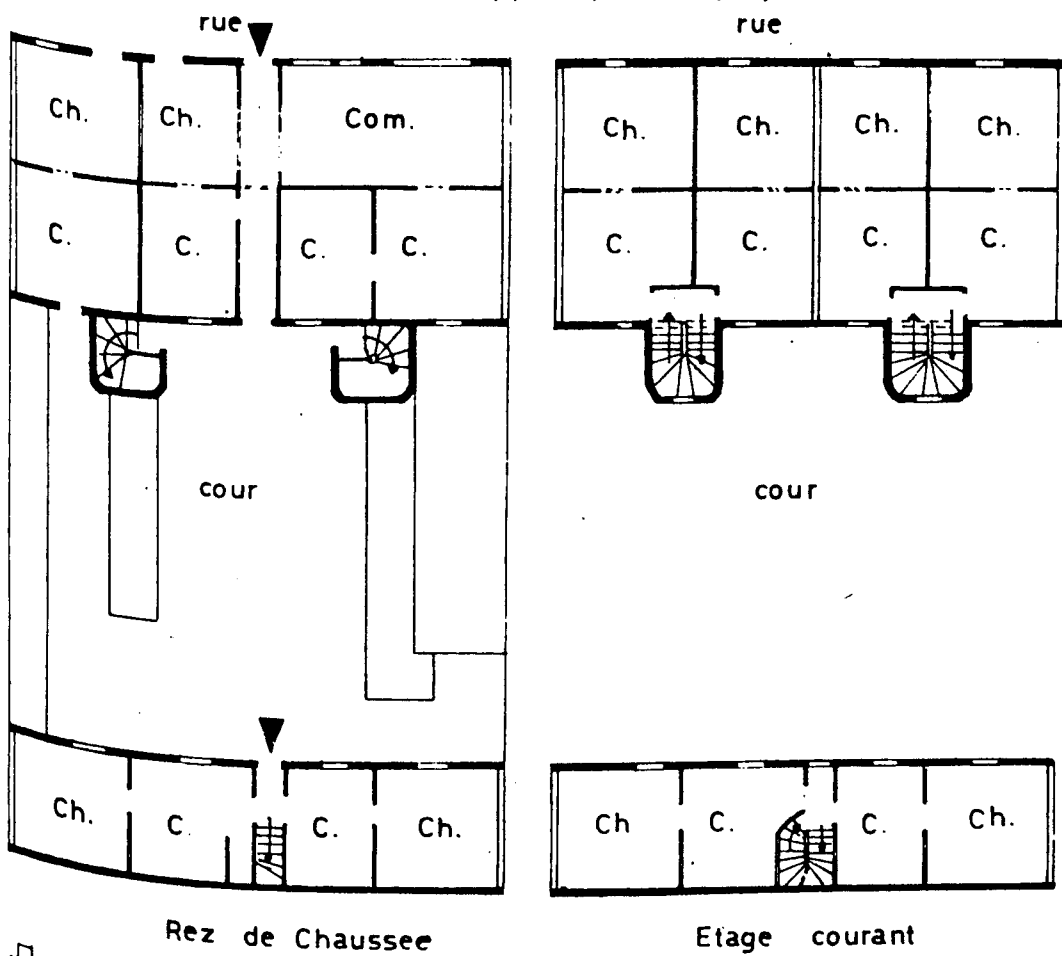 rue rue
Ch. Ch. Com. Ch. Ch. Ch. Ch.
C. C. C. C. C. C. C. C.
cour cour
Ch. C. C. Ch. Ch C. C. Ch.
Rez de Chaussee Etage courant